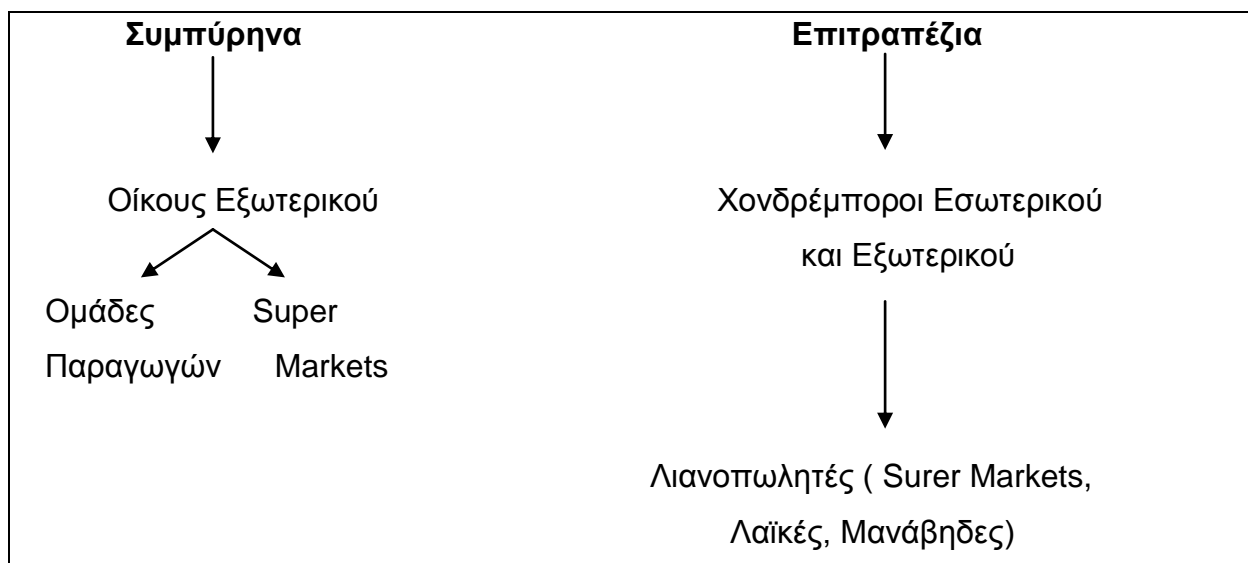 Συμπύρηνα
Οίκους Εξωτερικού
Ομάδες Super
Παραγωγών Markets
Επιτραπέζια
Χονδρέμποροι Εσωτερικού
και Εξωτερικού
Λιανοπωλητές ( Surer Markets,
Λαϊκές, Μανάβηδες)